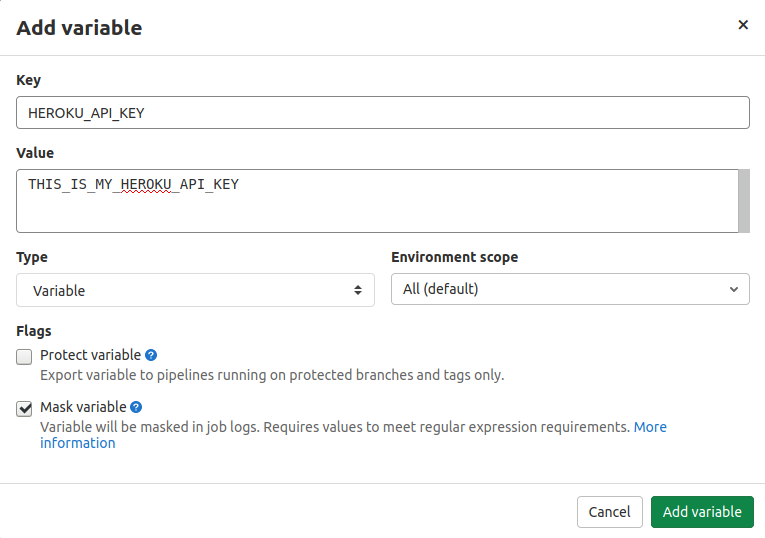 Add variable
Key
HEROKU_API_KEY
Value
THIS_IS_MY_HEROKU_API_KEY
Type
Environment scope
Variable
All (default)
Flags
Protect variable
Export variable to pipelines running on protected branches and tags only.
Mask variable
Variable will be masked in job logs. Requires values to meet regular expression requirements. More
information
Cancel
Add variable